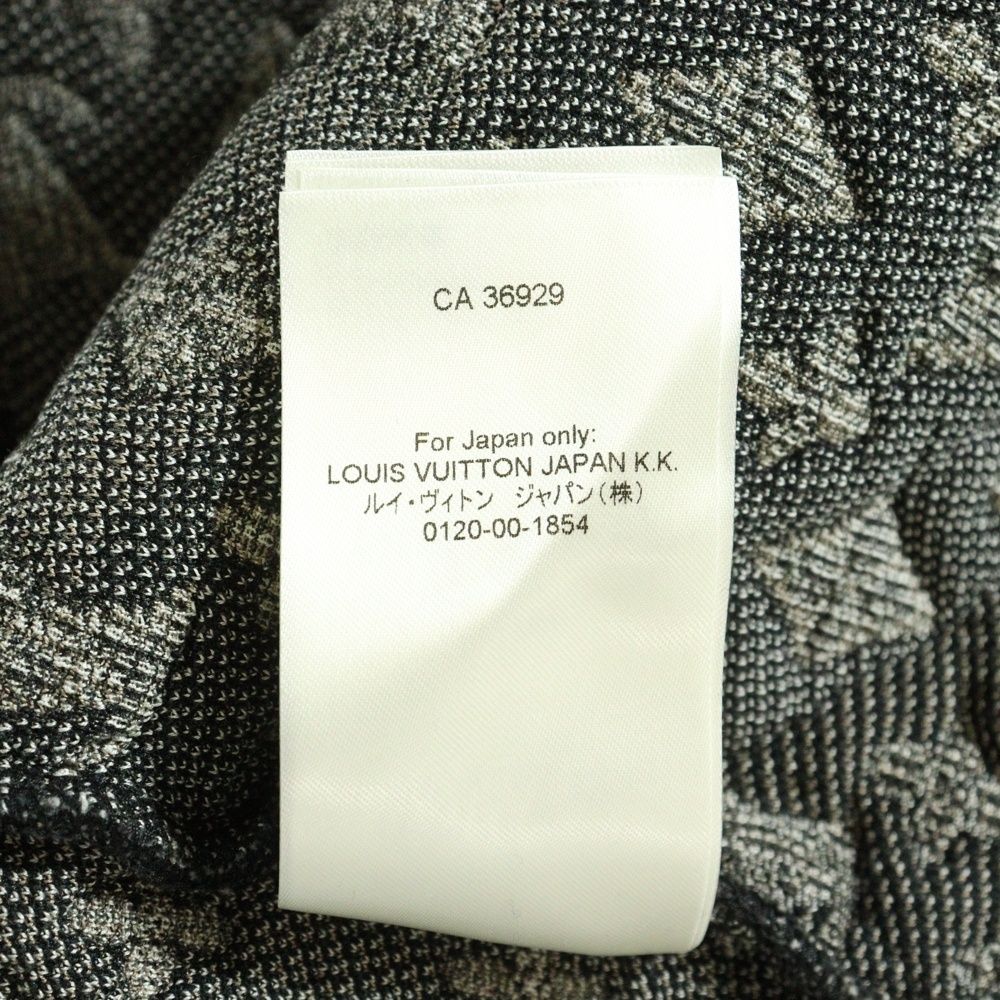 CA 36929
For Japan only:
LOUIS VUITTON JAPAN K.K.
ルイ・ヴィトン　ジャパン（株）
0120-00-1854